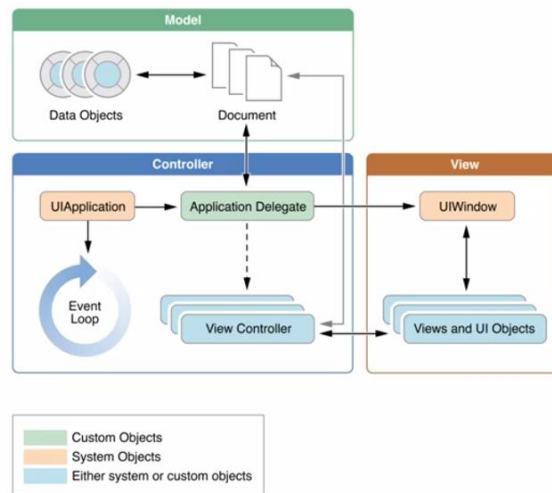 Model
Data Objects
Document
Controller
View
UIApplication
Application Delegate
UIWindow
Event
Loop
View Controller
Views and UI Objects
Custom Objects
System Objects
Either system or custom objects